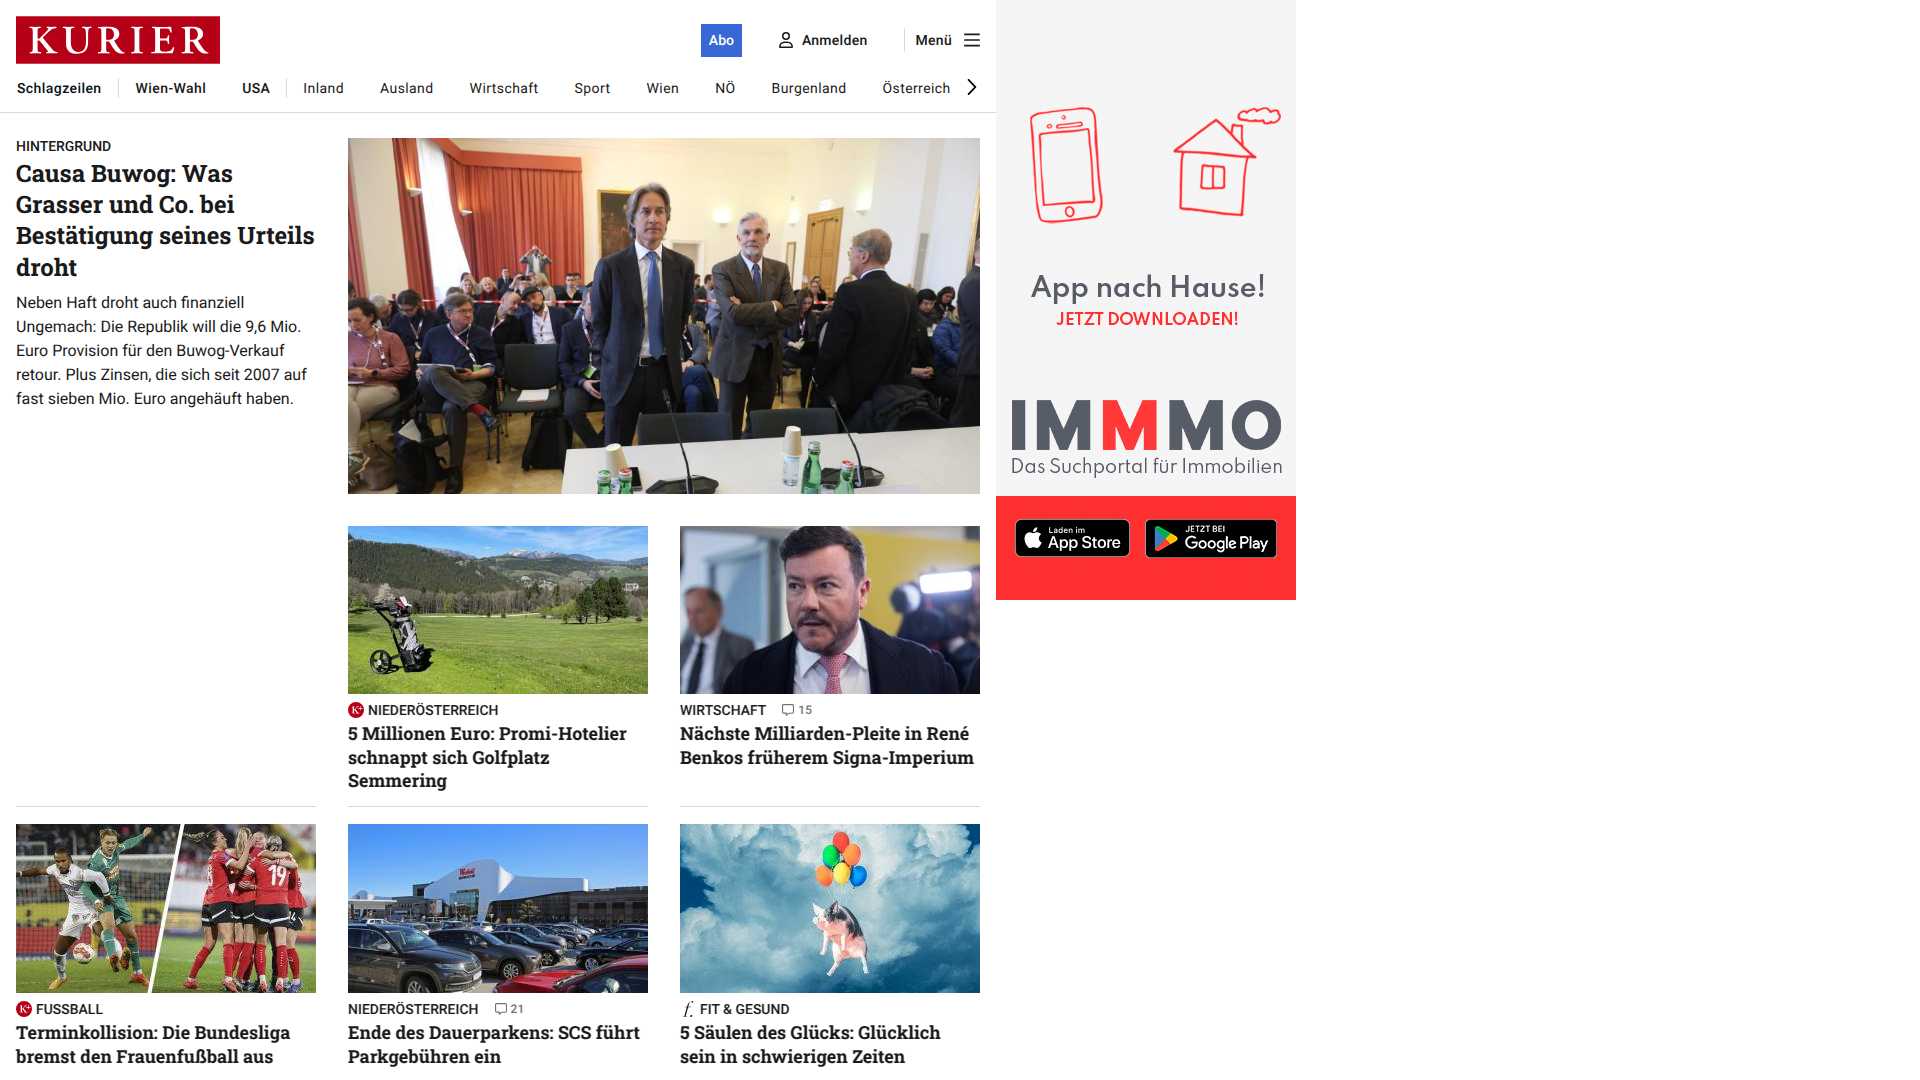 KURIER
Abo
Anmelden
Menü
Schlagzeilen
Wien-Wahl
USA
Inland
Ausland
Wirtschaft
Sport
Wien
NÖ
Burgenland
Österreich
HINTERGRUND
Causa Buwog: Was
Grasser und Co. bei
Bestätigung seines Urteils
droht
Neben Haft droht auch finanziell
Ungemach: Die Republik will die 9,6 Mio.
Euro Provision für den Buwog-Verkauf
retour. Plus Zinsen, die sich seit 2007 auf
fast sieben Mio. Euro angehäuft haben.
K+ NIEDERÖSTERREICH
5 Millionen Euro: Promi-Hotelier
schnappt sich Golfplatz
Semmering
WIRTSCHAFT 15
Nächste Milliarden-Pleite in René
Benkos früherem Signa-Imperium
19
K+ FUSSBALL
Terminkollision: Die Bundesliga
bremst den Frauenfußball aus
NIEDERÖSTERREICH 21
Ende des Dauerparkens: SCS führt
Parkgebühren ein
f. FIT & GESUND
5 Säulen des Glücks: Glücklich
sein in schwierigen Zeiten
App nach Hause!
JETZT DOWNLOADEN!
IMMMO
Das Suchportal für Immobilien
Laden im
App Store
JETZT BEI
Google Play